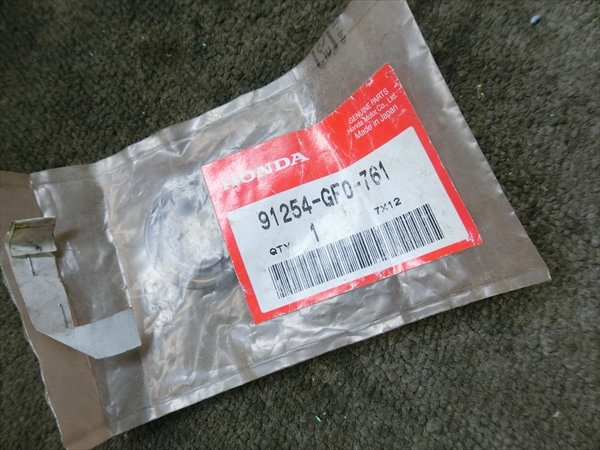 HONDA
GENUINE PARTS
Honda Motor Co., Ltd
Made in Japan
91254-GF0-761
QTY 1 7X12